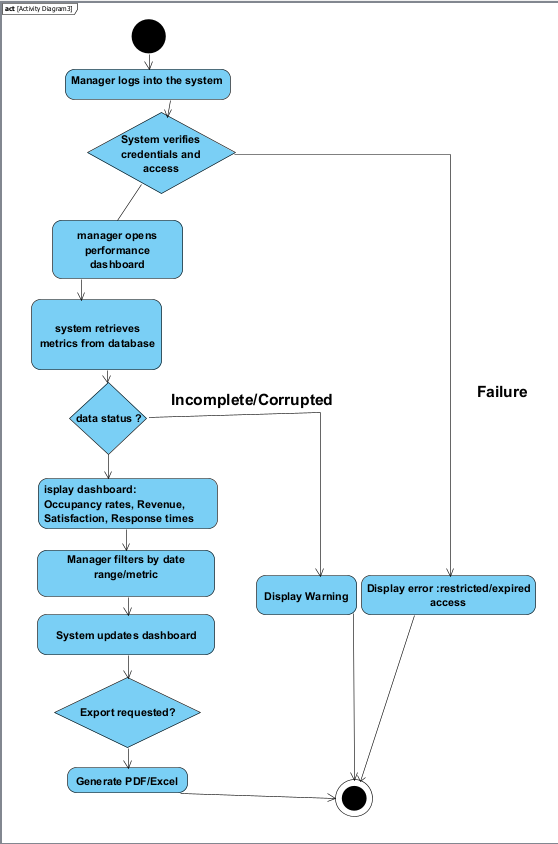 act [Activity Diagram3]
Manager logs into the system
System verifies
credentials and
access
manager opens
performance
dashboard
system retrieves
metrics from database
Incomplete/Corrupted
Failure
data status ?
isplay dashboard:
Occupancy rates, Revenue,
Satisfaction, Response times
Manager filters by date
range/metric
Display Warning
Display error :restricted/expired
access
System updates dashboard
Export requested?
Generate PDF/Excel